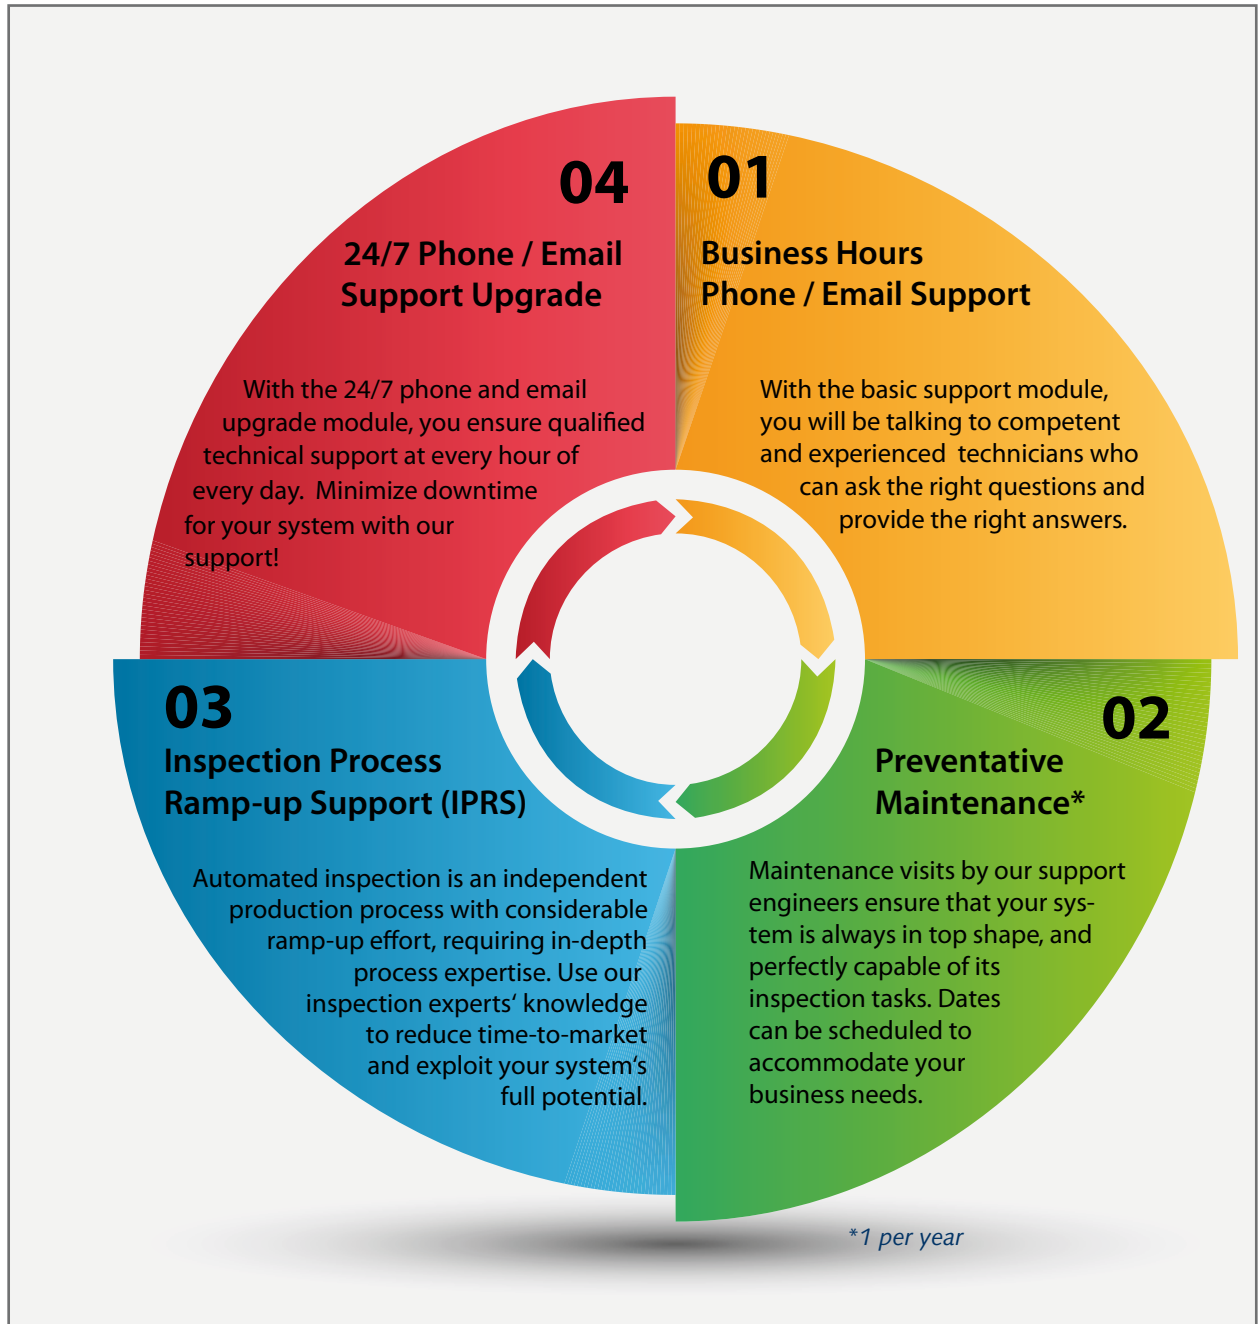 04
24/7 Phone / Email
Support Upgrade
With the 24/7 phone and email
upgrade module, you ensure qualified
technical support at every hour of
every day. Minimize downtime
for your system with our
support!
01
Business Hours
Phone / Email Support
With the basic support module,
you will be talking to competent
and experienced technicians who
can ask the right questions and
provide the right answers.
03
Inspection Process
Ramp-up Support (IPRS)
Automated inspection is an independent
production process with considerable
ramp-up effort, requiring in-depth
process expertise. Use our
inspection experts‘ knowledge
to reduce time-to-market
and exploit your system‘s
full potential.
02
Preventative
Maintenance*
Maintenance visits by our support
engineers ensure that your sys-
tem is always in top shape, and
perfectly capable of its
inspection tasks. Dates
can be scheduled to
accommodate your
business needs.
*1 per year